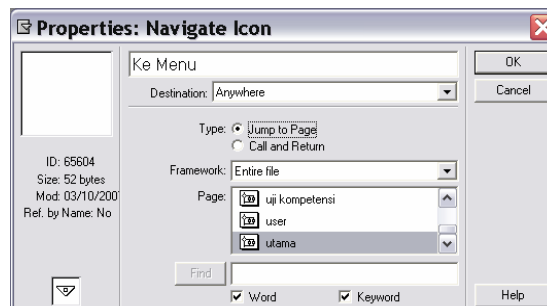 Properties: Navigate Icon
Ke Menu
OK
Destination: Anywhere
Cancel
Type: Jump to Page
Call and Return
ID: 65604
Size: 52 bytes
Mod: 03/10/200
Ref. by Name: No
Framework: Entire file
Page: uji kompetensi
user
utama
Find
Word Keyword
Help